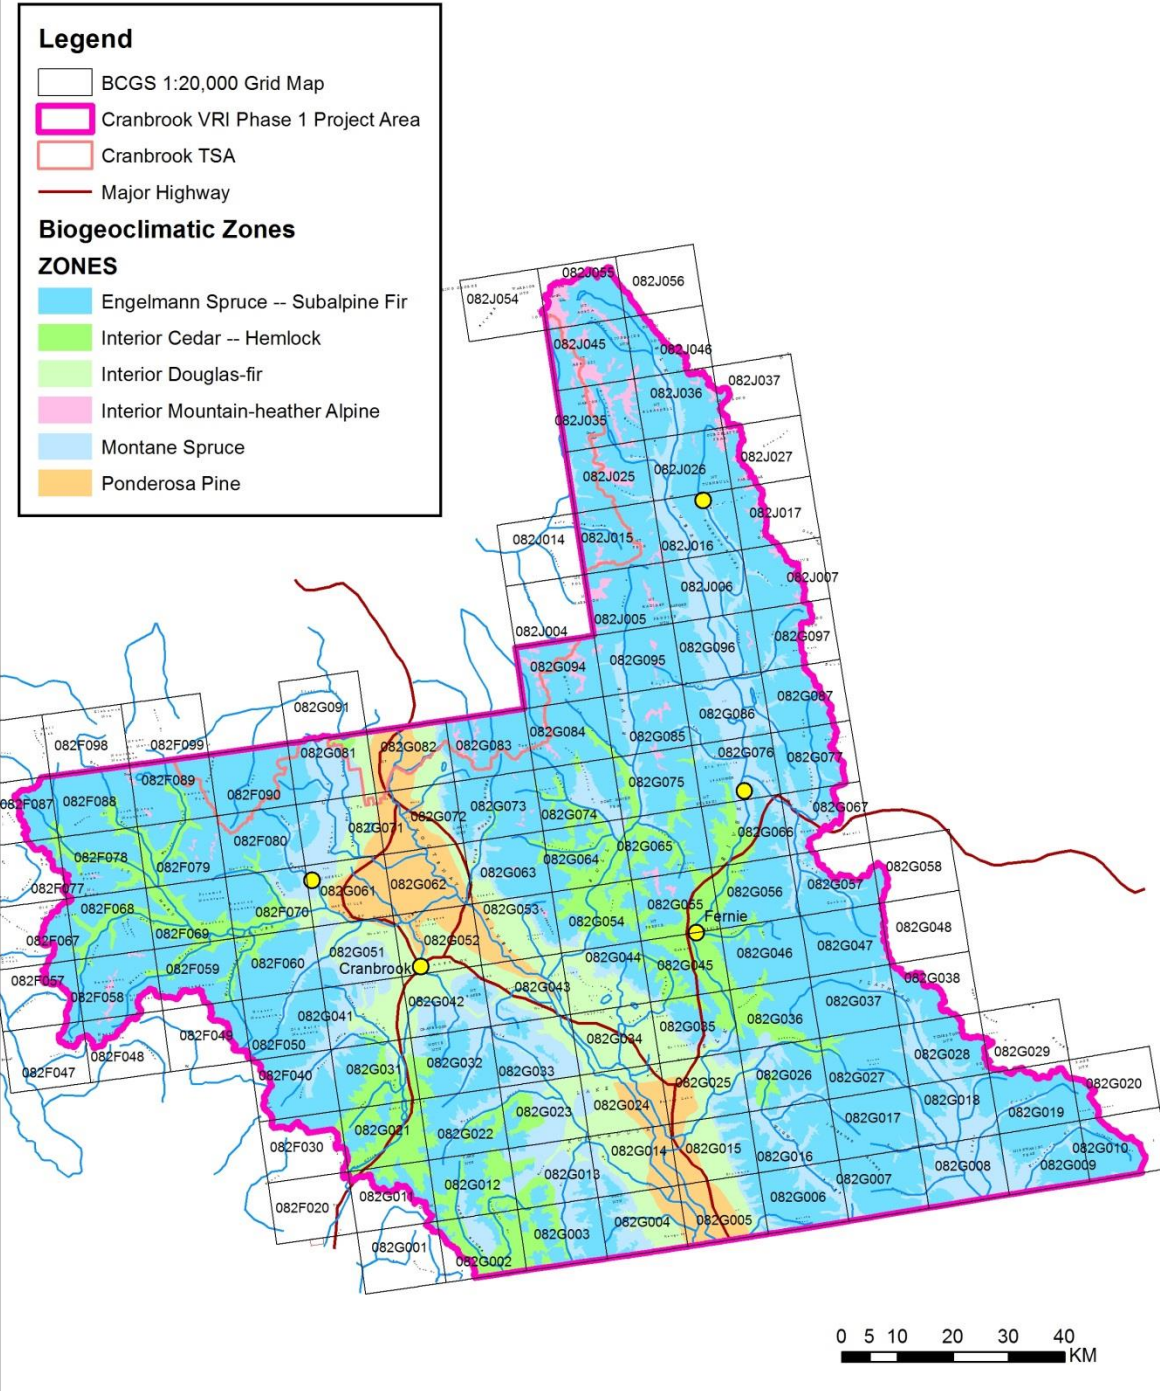 Legend
BCGS 1:20,000 Grid Map
Cranbrook VRI Phase 1 Project Area
Cranbrook TSA
Major Highway
Biogeoclimatic Zones
ZONES
Engelmann Spruce -- Subalpine Fir
Interior Cedar -- Hemlock
Interior Douglas-fir
Interior Mountain-heather Alpine
Montane Spruce
Ponderosa Pine
082J055
082J056
082J054
082J045
082J046
082J037
082J036
082J035
082J027
082J026
082J025
082J017
082J016
082J015
082J014
082J007
082J006
082J005
082J004
082G097
082G096
082G095
082G094
082G091
082G087
082G086
082G085
082G084
082G083
082G082
082G081
082F099
082F098
082G077
082G076
082G075
082G074
082G073
082G072
082G071
082F090
082F089
082F088
082F087
082G067
082G066
082G065
082G064
082G063
082G062
082G061
082F080
082F079
082F078
082F077
082G058
082G057
082G056
082G055
Fernie
082G054
082G053
082G052
082G051
Cranbrook
082F070
082F069
082F068
082F067
082G048
082G047
082G046
082G045
082G044
082G043
082G042
082G041
082F060
082F059
082F058
082F057
082G038
082G037
082G036
082G035
082G034
082G033
082G032
082G031
082F050
082F049
082F048
082F047
082G029
082G028
082G027
082G026
082G025
082G024
082G023
082G022
082G021
082F040
082F030
082G020
082G019
082G018
082G017
082G016
082G015
082G014
082G013
082G012
082G011
082F020
082G010
082G009
082G008
082G007
082G006
082G005
082G004
082G003
082G002
082G001
0 5 10 20 30 40
KM